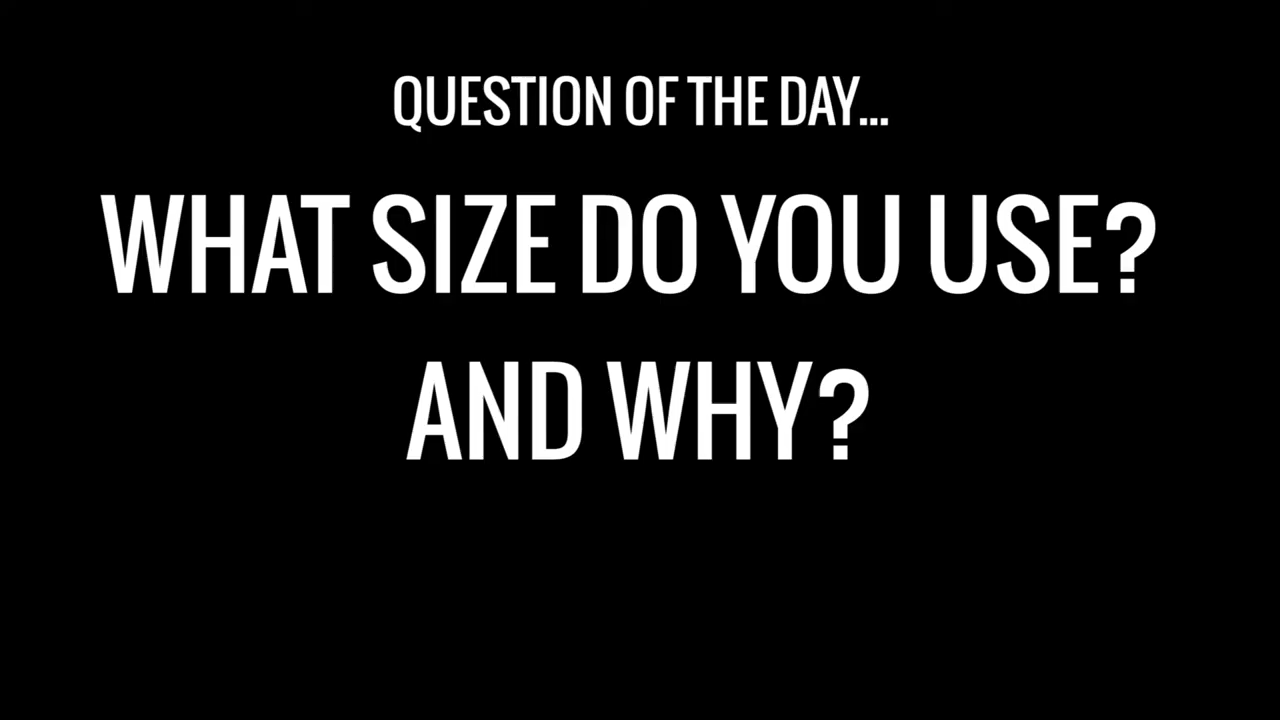 QUESTION OF THE DAY...
WHAT SIZE DO YOU USE?
AND WHY?